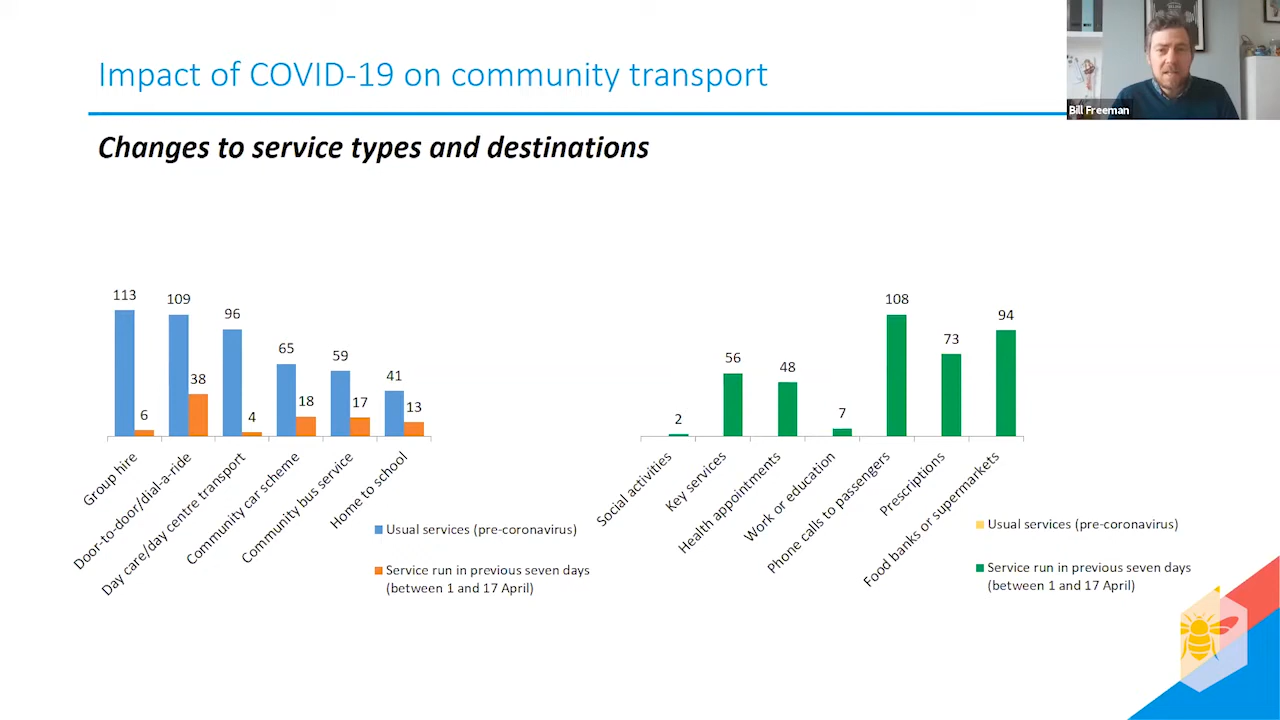 Impact of COVID-19 on community transport
Bill Freeman
Changes to service types and destinations
113
6
109
38
96
4
65
18
59
17
41
13
Group hire
Door-to-door/dial-a-ride
Day care/day centre transport
Community car scheme
Community bus service
Home to school
Usual services (pre-coronavirus)
Service run in previous seven days
(between 1 and 17 April)
2
56
48
7
108
73
94
Social activities
Key services
Health appointments
Work or education
Phone calls to passengers
Prescriptions
Food banks or supermarkets
Usual services (pre-coronavirus)
Service run in previous seven days
(between 1 and 17 April)